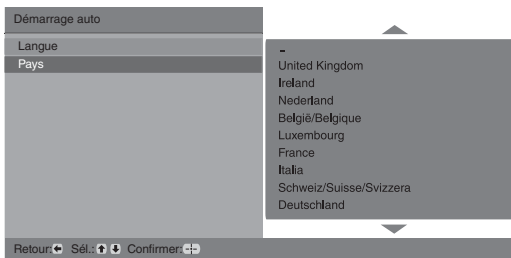 Démarrage auto
Langue
Pays
-
United Kingdom
Ireland
Nederland
België/Belgique
Luxembourg
France
Italia
Schweiz/Suisse/Svizzera
Deutschland
Retour: Sél.: Confirmer: